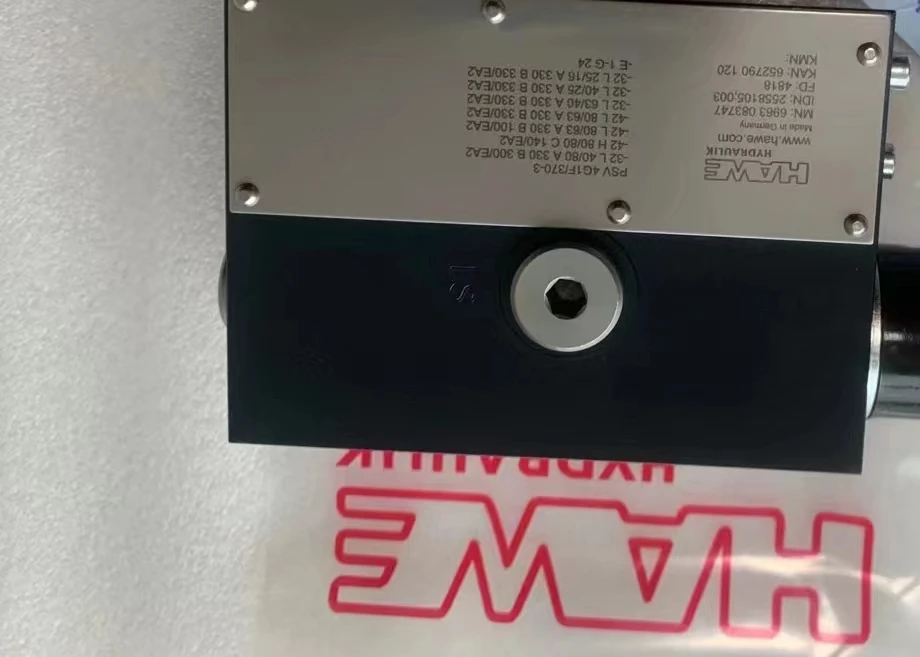 HAWE
HYDRAULIK
www.hawe.com
Made in Germany
MN: 6963 083747
IDN: 2558105,003
FD: 4818
KAN: 652790 120
KMN:
PSV 4G1F/370-3
-32 L 40/80 A 330 B 300/EA2
-42 H 80/80 C 140/EA2
-42 L 80/63 A 330 B 100/EA2
-42 L 80/63 A 330 B 330/EA2
-32 L 63/40 A 330 B 330/EA2
-32 L 40/25 A 330 B 330/EA2
-32 L 25/16 A 330 B 330/EA2
-E 1-G 24
HAWE
HYDRAULIK